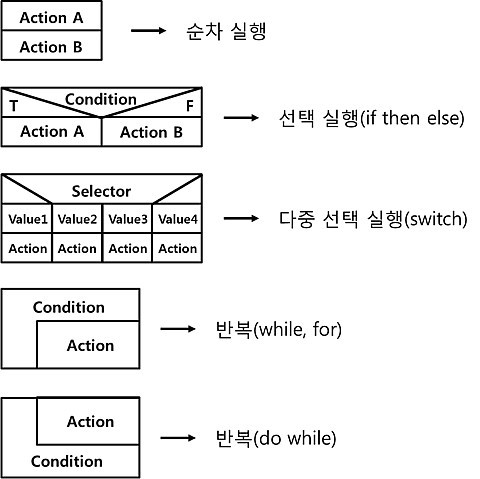 Action A
Action B
순차 실행
Condition
T
F
Action A
Action B
선택 실행(if then else)
Selector
Value1 Value2 Value3 Value4
Action Action Action Action
다중 선택 실행(switch)
Condition
Action
반복(while, for)
Action
Condition
반복(do while)